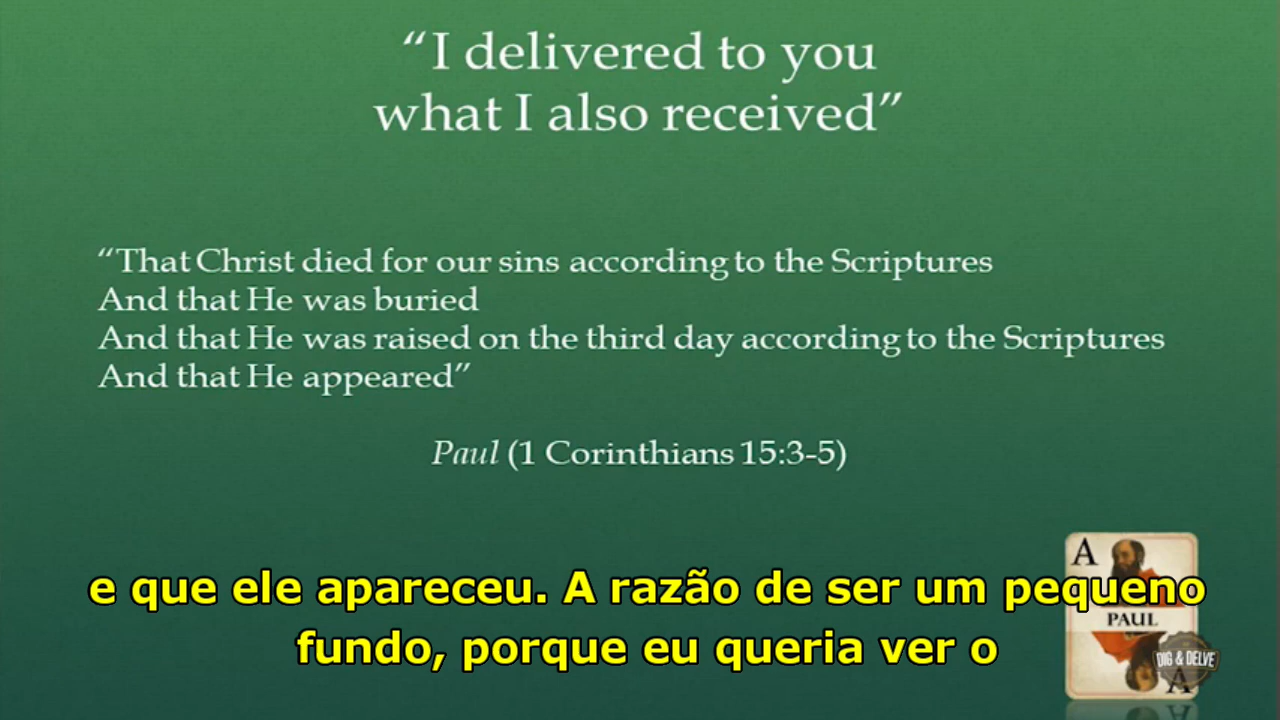 “I delivered to you
what I also received”
“That Christ died for our sins according to the Scriptures
And that He was buried
And that He was raised on the third day according to the Scriptures
And that He appeared”
Paul (1 Corinthians 15:3-5)
A
PAUL
DIG & DELVE
A
e que ele apareceu. A razão de ser um pequeno
fundo, porque eu queria ver o